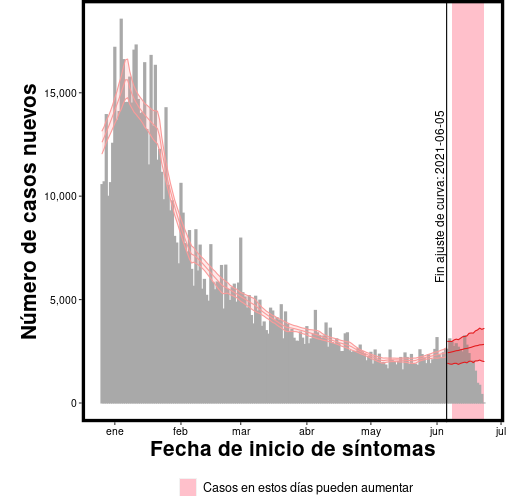 Número de casos nuevos
15,000
10,000
5,000
0
Fin ajuste de curva: 2021-06-05
ene
feb
mar
abr
may
jun
jul
Fecha de inicio de síntomas
Casos en estos días pueden aumentar